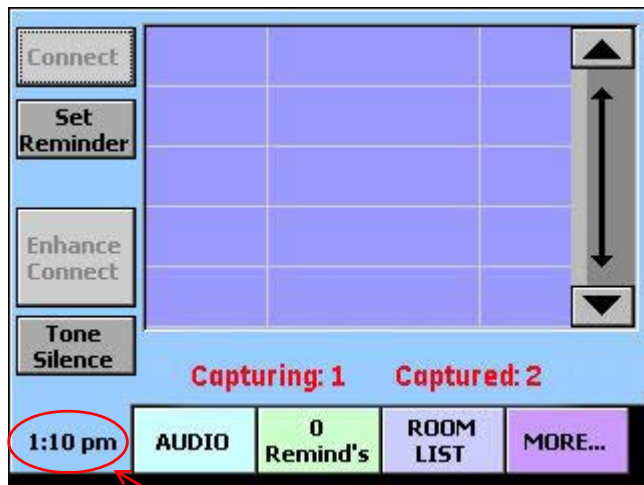 Connect
Set
Reminder
Enhance
Connect
Tone
Silence
Capturing: 1 Captured: 2
1:10 pm
AUDIO
0
Remind's
ROOM
LIST
MORE...